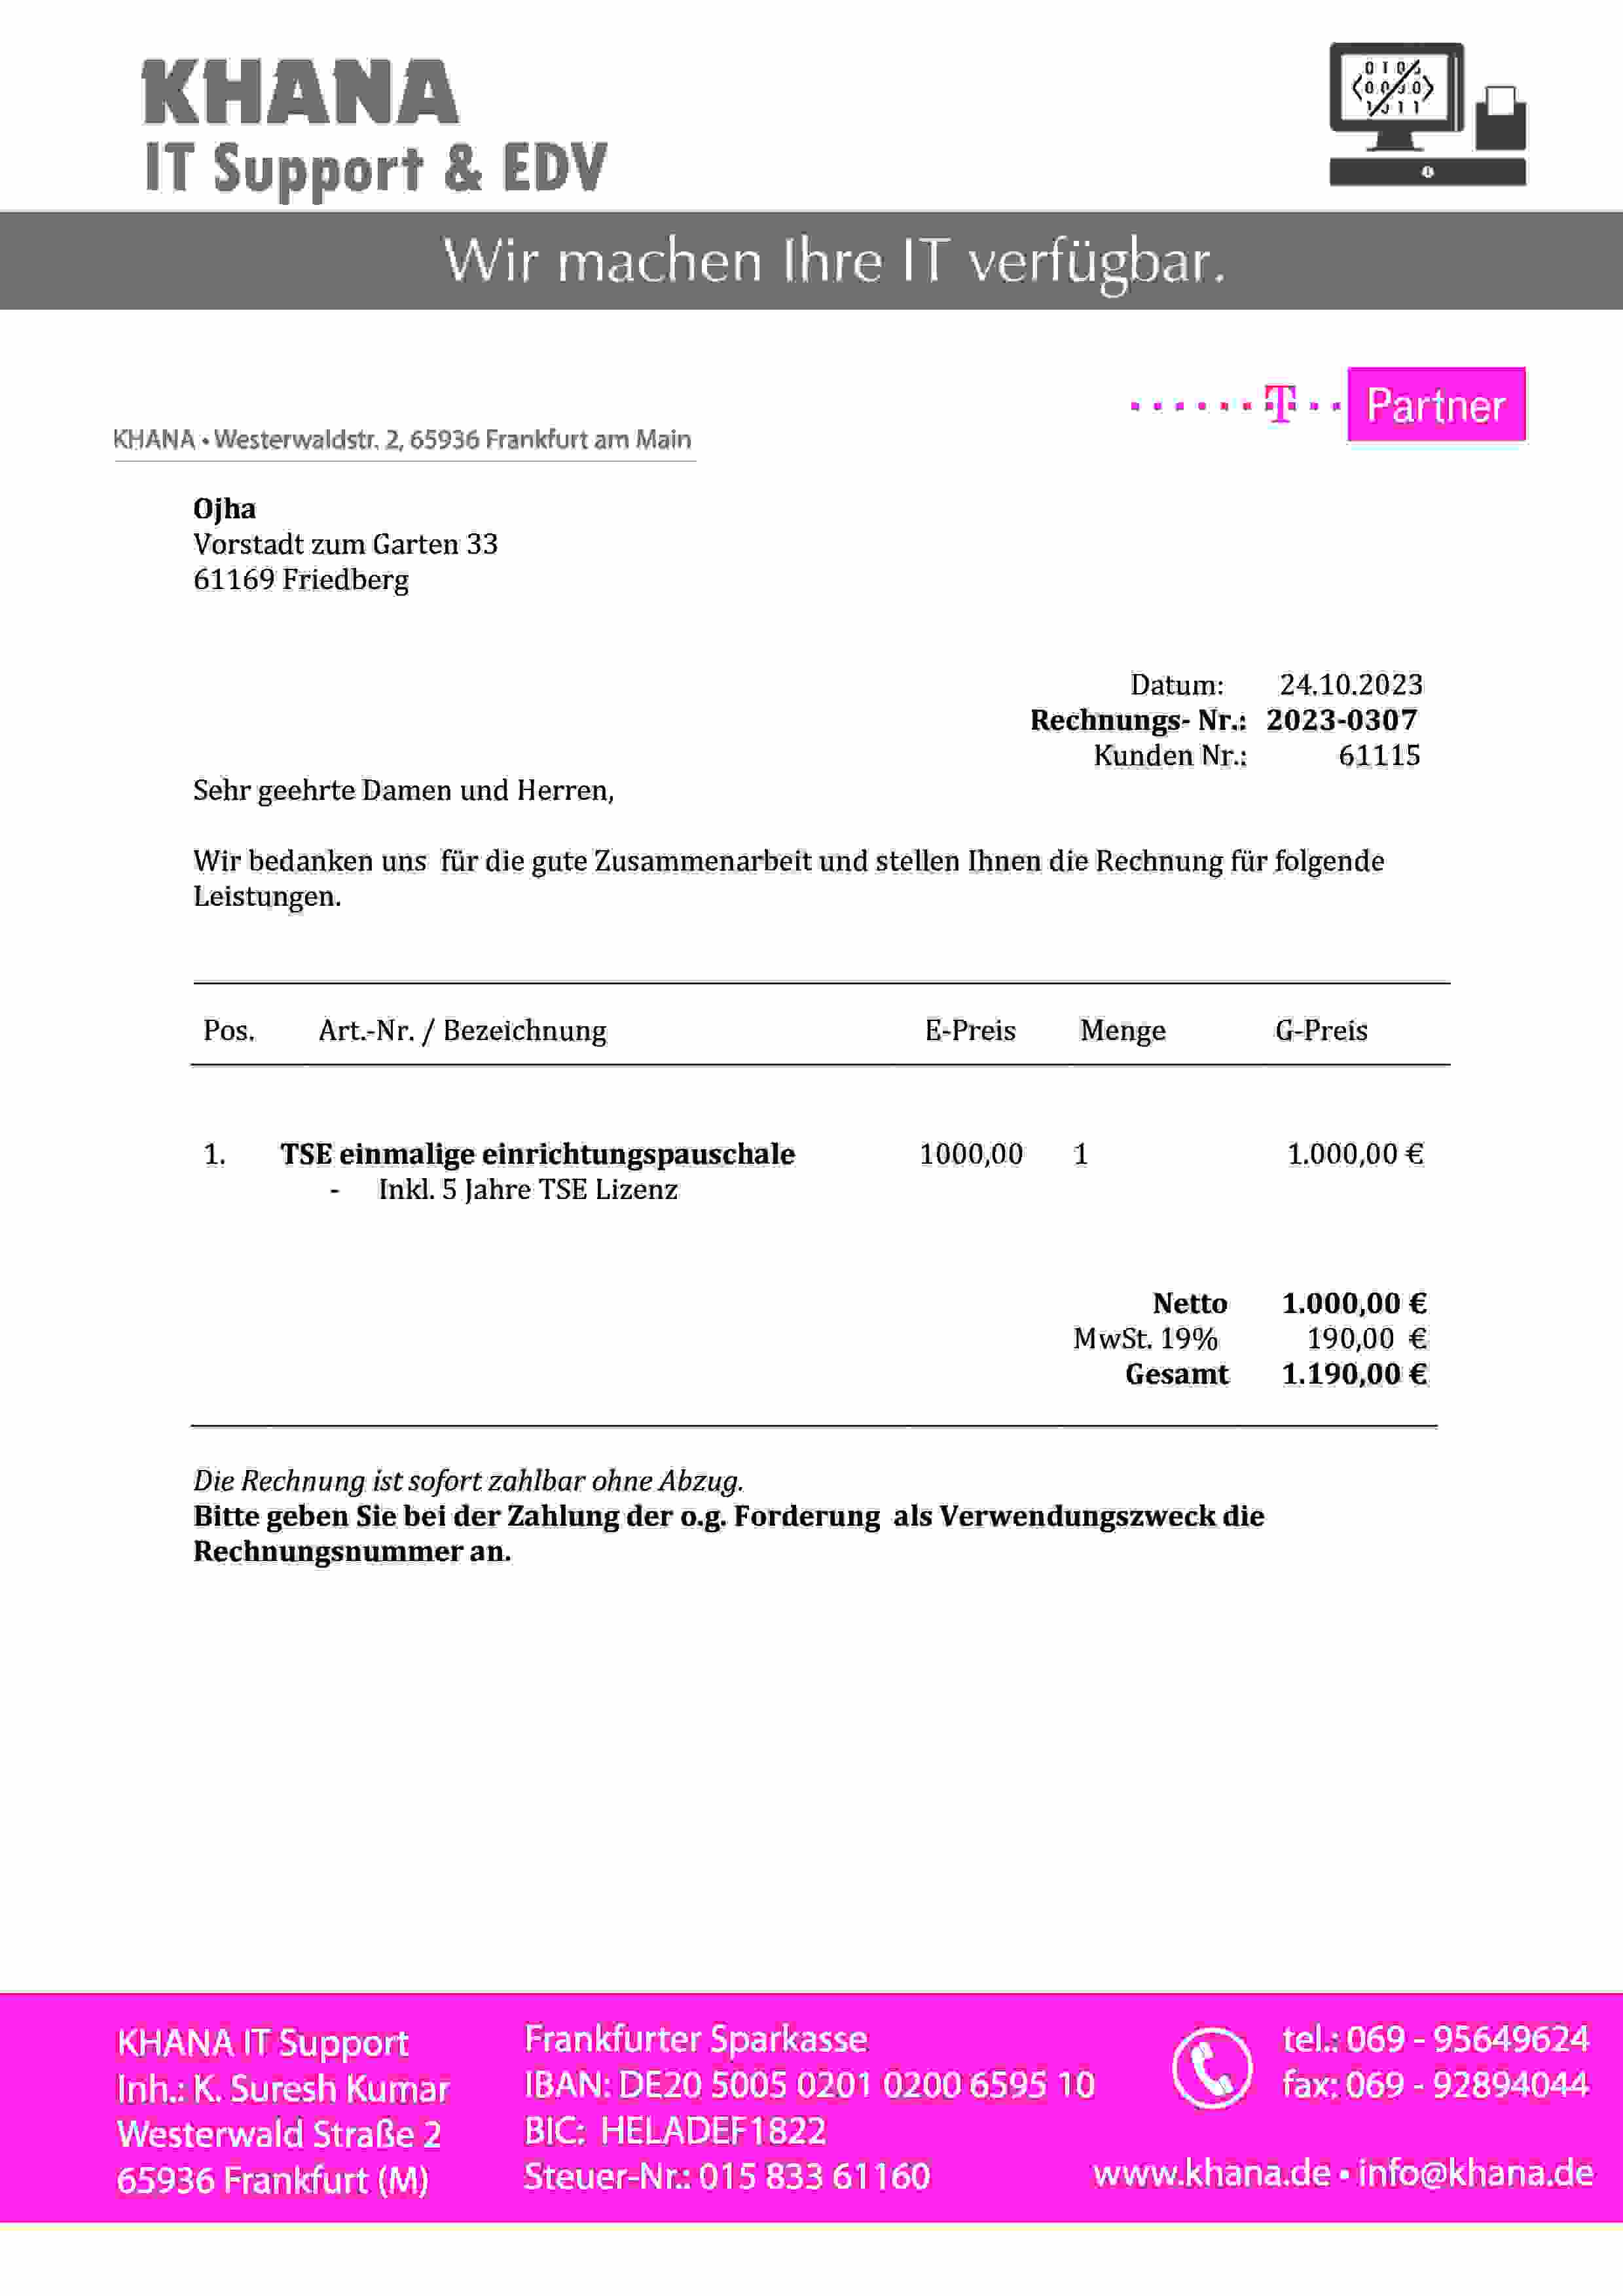 KHANA
IT Support & EDV
Wir machen Ihre IT verfügbar.
T Partner
KHANA • Westerwaldstr. 2, 65936 Frankfurt am Main
Ojha
Vorstadt zum Garten 33
61169 Friedberg
Datum: 24.10.2023
Rechnungs- Nr.: 2023-0307
Kunden Nr.: 61115
Sehr geehrte Damen und Herren,
Wir bedanken uns für die gute Zusammenarbeit und stellen Ihnen die Rechnung für folgende
Leistungen.
Pos. Art.-Nr. / Bezeichnung E-Preis Menge G-Preis
1. TSE einmalige einrichtungspauschale 1000,00 1 1.000,00 €
- Inkl. 5 Jahre TSE Lizenz
Netto 1.000,00 €
MwSt. 19% 190,00 €
Gesamt 1.190,00 €
Die Rechnung ist sofort zahlbar ohne Abzug.
Bitte geben Sie bei der Zahlung der o.g. Forderung als Verwendungszweck die
Rechnungsnummer an.
KHANA IT Support
Inh.: K. Suresh Kumar
Westerwald Straße 2
65936 Frankfurt (M)
Frankfurter Sparkasse
IBAN: DE20 5005 0201 0200 6595 10
BIC: HELADEF1822
Steuer-Nr.: 015 833 61160
tel.: 069 - 95649624
fax: 069 - 92894044
www.khana.de • info@khana.de